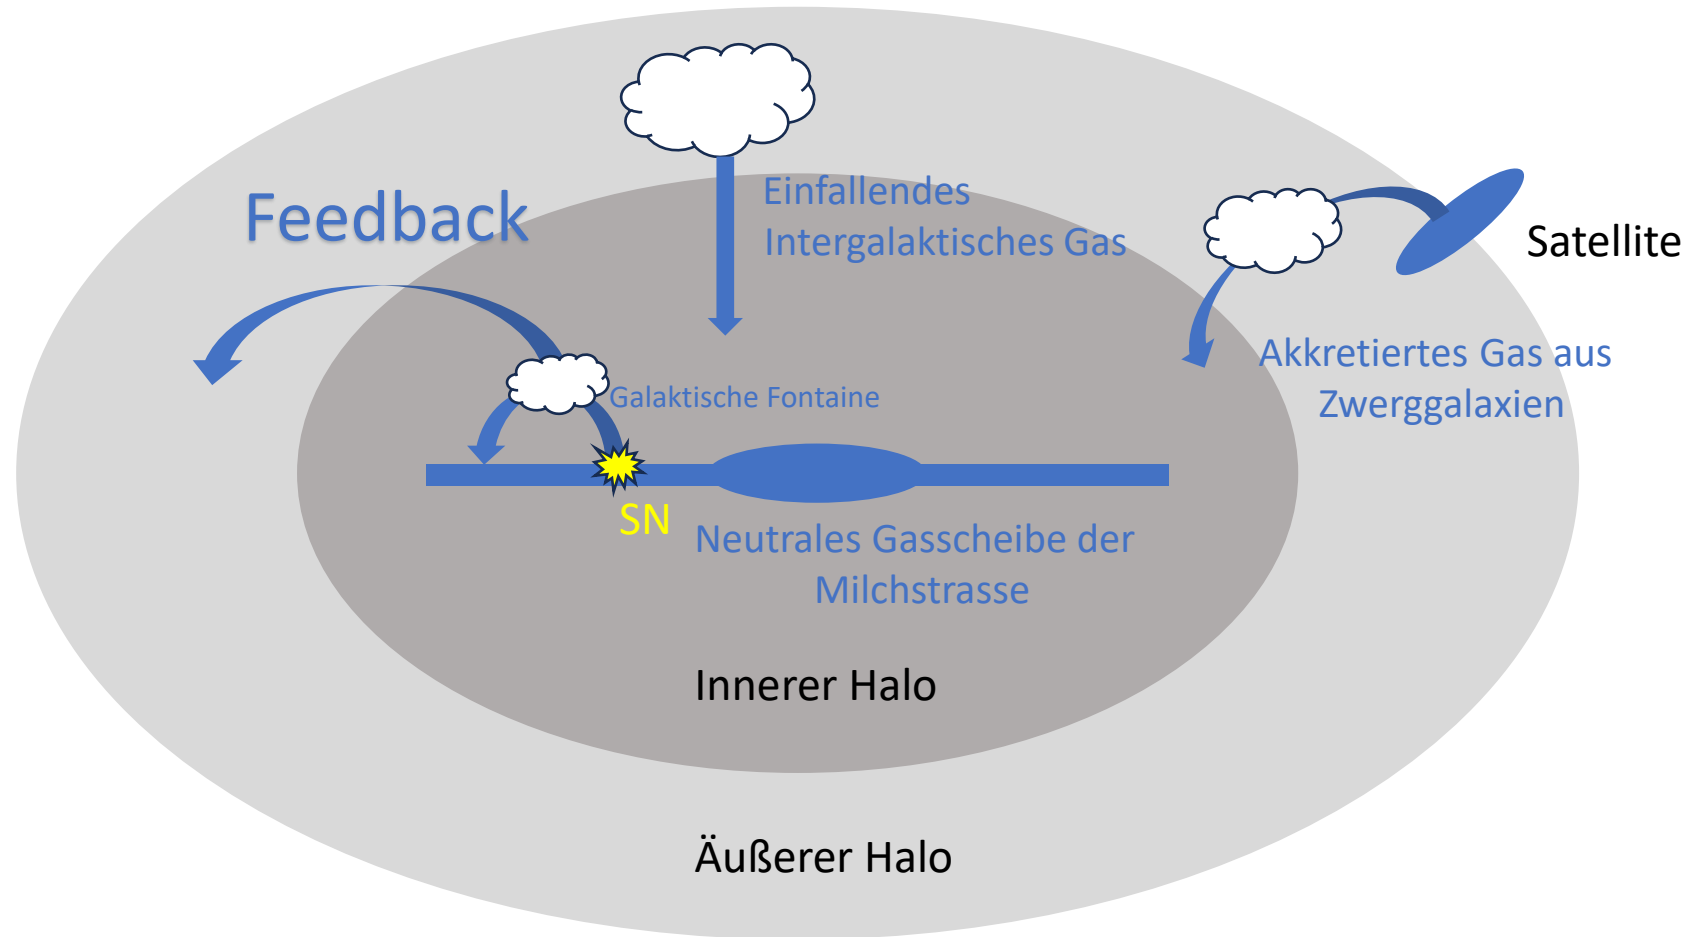 Einfallendes
Intergalaktisches Gas
Feedback
Satellite
Akkretiertes Gas aus
Zwerggalaxien
Galaktische Fontaine
SN
Neutrales Gasscheibe der
Milchstrasse
Innerer Halo
Äußerer Halo